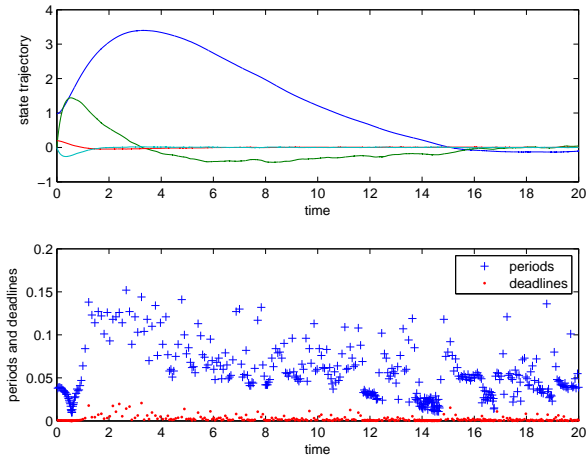 4
3
2
1
0
−1
state trajectory
0 2 4 6 8 10 12 14 16 18 20
time
0.2
0.15
0.1
0.05
0
periods and deadlines
periods
deadlines
0 2 4 6 8 10 12 14 16 18 20
time